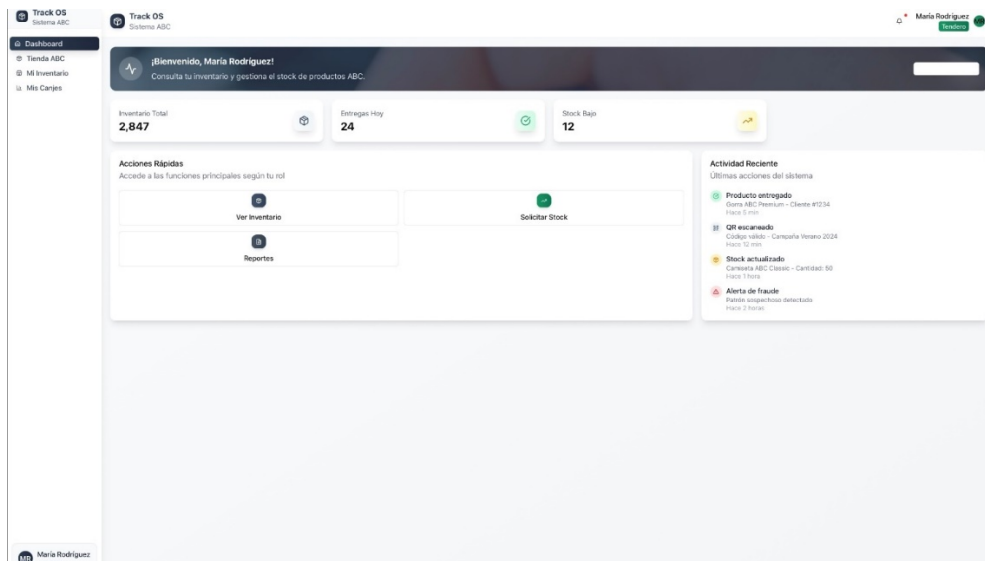 Track OS
Sistema ABC
Dashboard
Tienda ABC
Mi Inventario
Mis Canjes
María Rodríguez
Track OS
Sistema ABC
María Rodríguez
Tendero
¡Bienvenido, María Rodríguez!
Consulta tu inventario y gestiona el stock de productos ABC.
Inventario Total
2,847
Entregas Hoy
24
Stock Bajo
12
Acciones Rápidas
Accede a las funciones principales según tu rol
Ver Inventario
Solicitar Stock
Reportes
Actividad Reciente
Últimas acciones del sistema
Producto entregado
Gorra ABC Premium - Cliente #1234
Hace 5 min
QR escaneado
Código válido - Campaña Verano 2024
Hace 12 min
Stock actualizado
Camiseta ABC Classic - Cantidad: 50
Hace 1 hora
Alerta de fraude
Patrón sospechoso detectado
Hace 2 horas